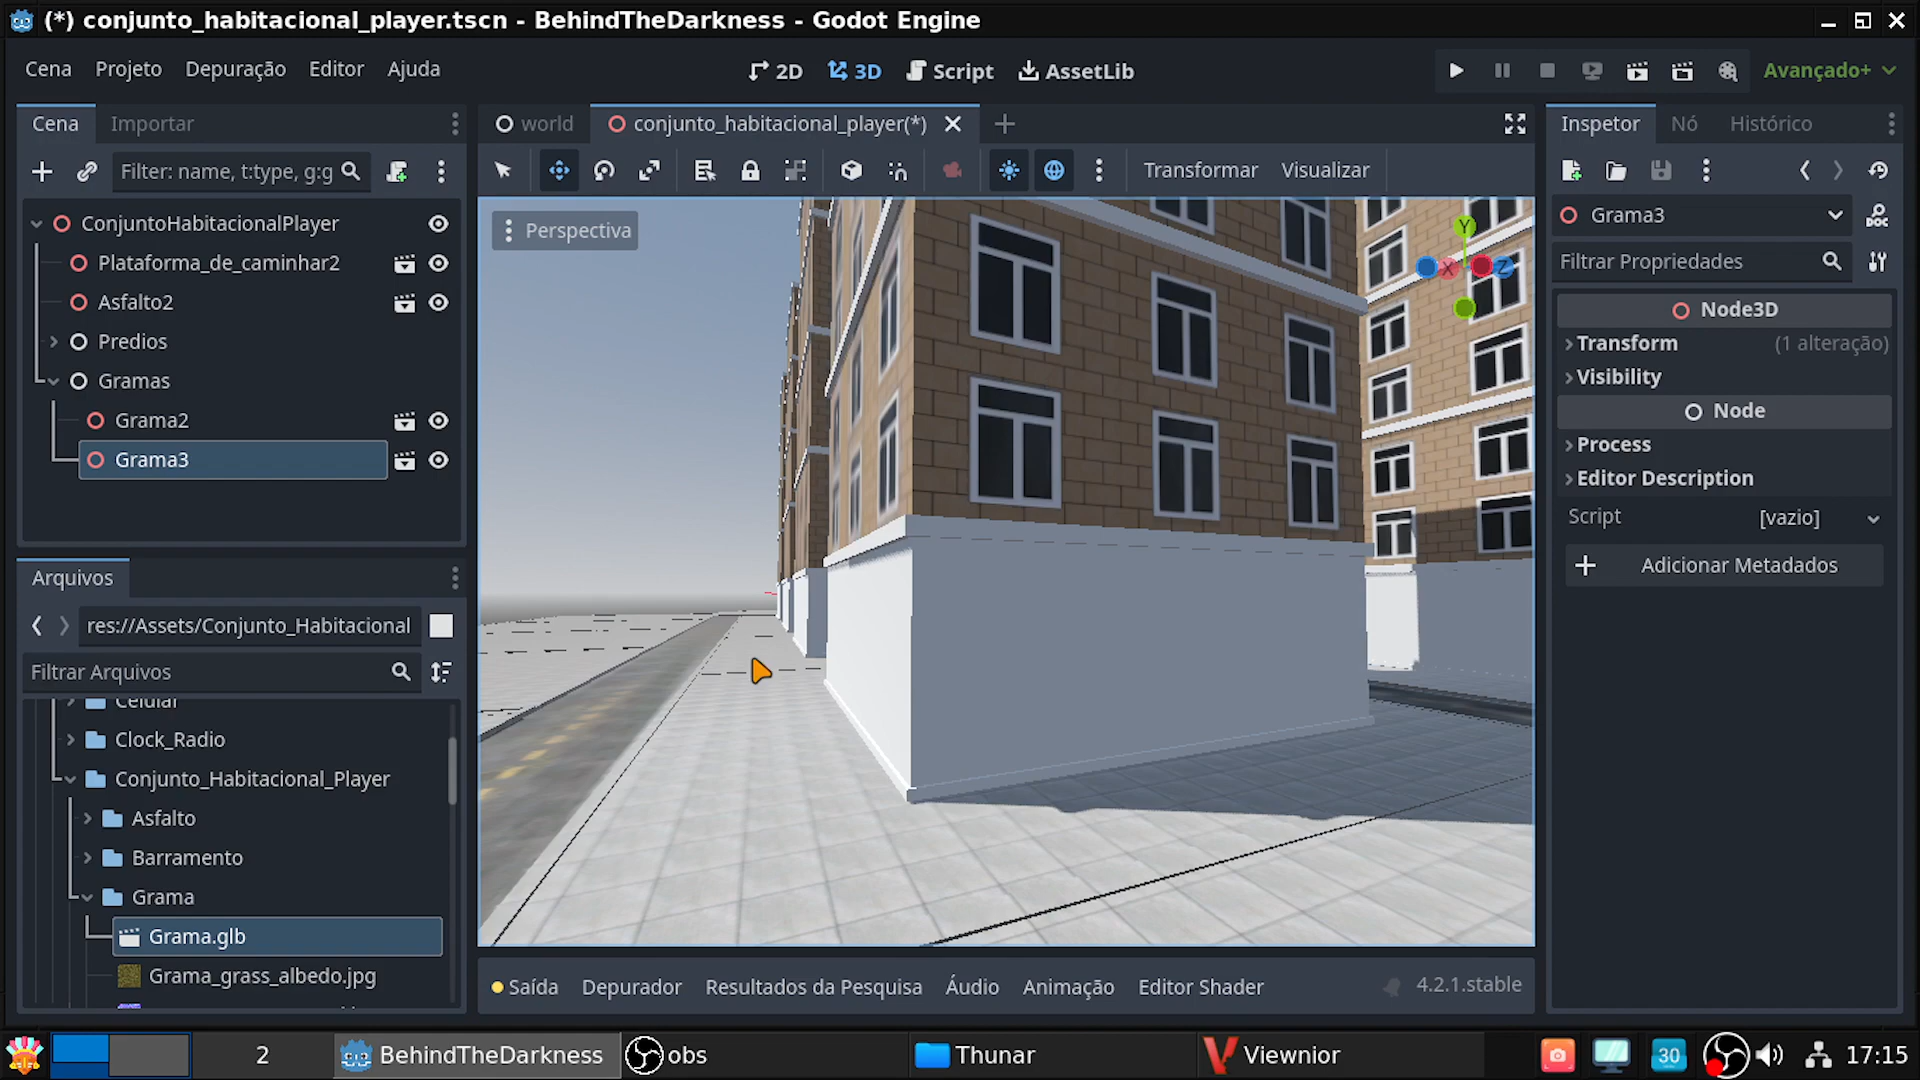 (*) conjunto_habitacional_player.tscn - BehindTheDarkness - Godot Engine
Cena Projeto Depuração Editor Ajuda
2D 3D Script AssetLib
Avançado+
Cena Importar
world conjunto_habitacional_player(*)
Inspetor Nó Histórico
Filter: name, t:type, g:g
Transformar Visualizar
ConjuntoHabitacionalPlayer
Plataforma_de_caminhar2
Asfalto2
Predios
Gramas
Grama2
Grama3
Perspectiva
Y
X
Z
Grama3
Filtrar Propriedades
Node3D
Transform (1 alteração)
Visibility
Node
Process
Editor Description
Script [vazio]
Adicionar Metadados
Arquivos
res://Assets/Conjunto_Habitacional
Filtrar Arquivos
Celular
Clock_Radio
Conjunto_Habitacional_Player
Asfalto
Barramento
Grama
Grama.glb
Grama_grass_albedo.jpg
Saída Depurador Resultados da Pesquisa Áudio Animação Editor Shader
4.2.1.stable
2
BehindTheDarkness
obs
Thunar
Viewnior
30
17:15